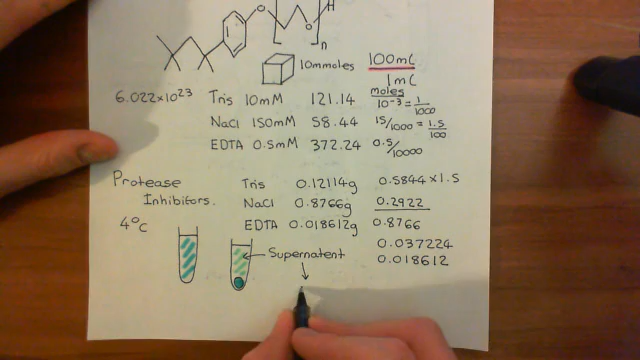 O
H
O
n
10mmoles
100ml
1ml
6.022x10^23
Tris 10mM 121.14
moles
10^-3 = 1/1000
NaCl 150mM 58.44 15/1000 = 1.5/100
EDTA 0.5mM 372.24 0.5/10000
Protease
Inhibitors.
4°C
Tris 0.12114g 0.5844 x 1.5
NaCl 0.8766g 0.2922
EDTA 0.018612g 0.8766
0.037224
0.018612
Supernatent